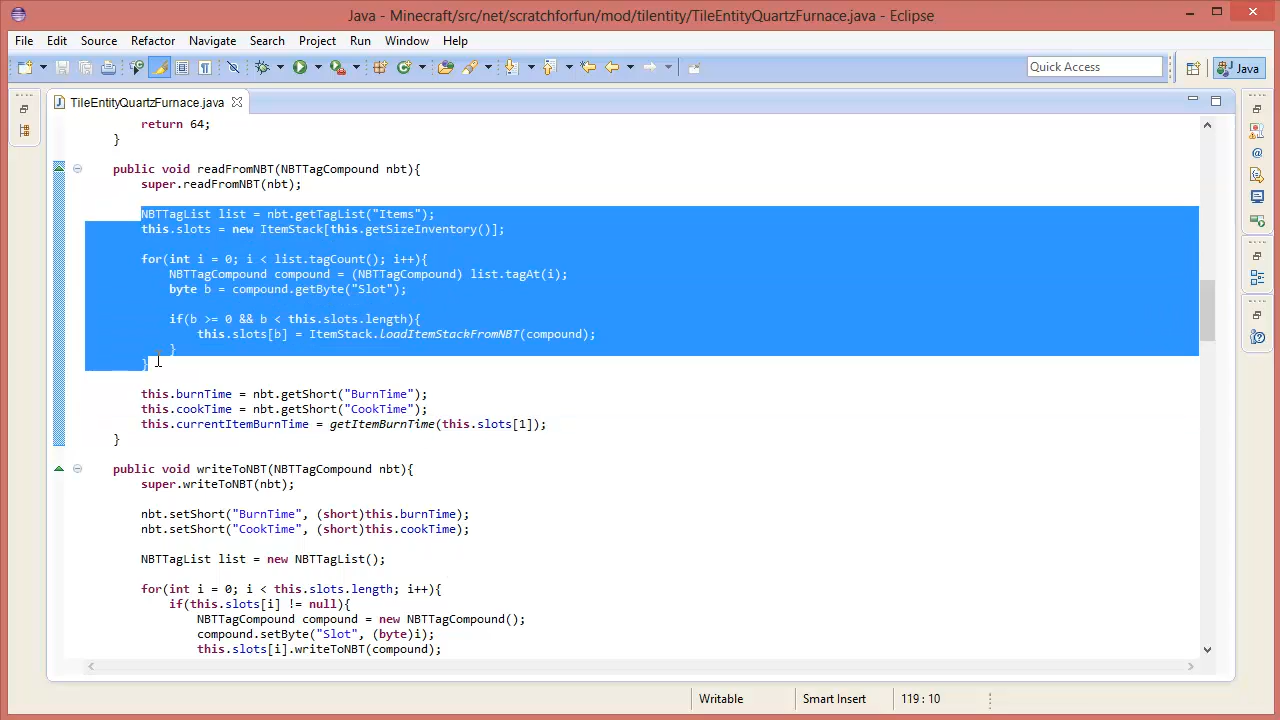 Java - Minecraft/src/net/scratchforfun/mod/tilentity/TileEntityQuartzFurnace.java - Eclipse
File Edit Source Refactor Navigate Search Project Run Window Help
Quick Access
Java
TileEntityQuartzFurnace.java
return 64;
}
public void readFromNBT(NBTTagCompound nbt){
super.readFromNBT(nbt);
NBTTagList list = nbt.getTagList("Items");
this.slots = new ItemStack[this.getSizeInventory()];
for(int i = 0; i < list.tagCount(); i++){
NBTTagCompound compound = (NBTTagCompound) list.tagAt(i);
byte b = compound.getByte("Slot");
if(b >= 0 && b < this.slots.length){
this.slots[b] = ItemStack.loadItemStackFromNBT(compound);
}
}
this.burnTime = nbt.getShort("BurnTime");
this.cookTime = nbt.getShort("CookTime");
this.currentItemBurnTime = getItemBurnTime(this.slots[1]);
}
public void writeToNBT(NBTTagCompound nbt){
super.writeToNBT(nbt);
nbt.setShort("BurnTime", (short)this.burnTime);
nbt.setShort("CookTime", (short)this.cookTime);
NBTTagList list = new NBTTagList();
for(int i = 0; i < this.slots.length; i++){
if(this.slots[i] != null){
NBTTagCompound compound = new NBTTagCompound();
compound.setByte("Slot", (byte)i);
this.slots[i].writeToNBT(compound);
Writable Smart Insert 119 : 10